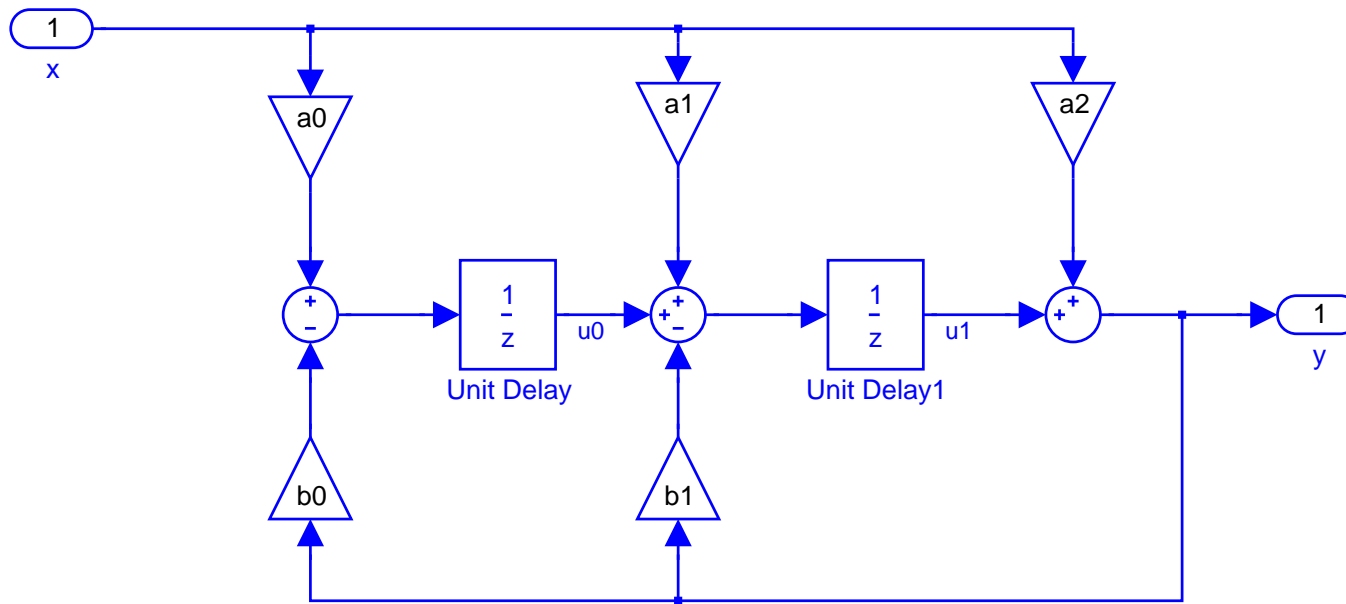 1
x
a0
a1
a2
+
−
1
z
u0
Unit Delay
+
+
−
1
z
u1
Unit Delay1
+
+
1
y
b0
b1